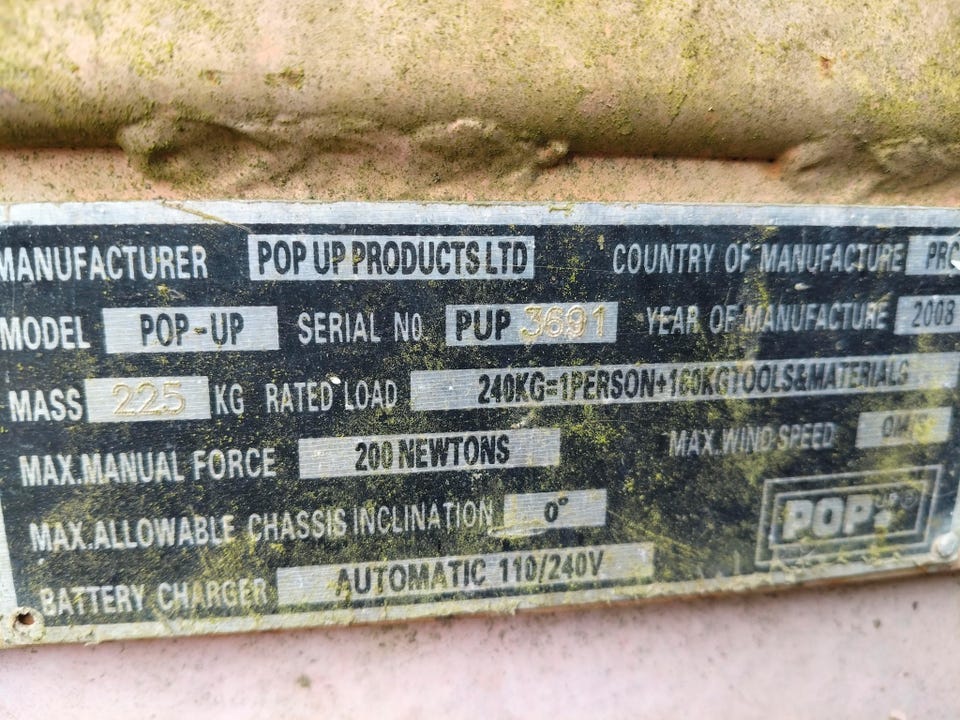 MANUFACTURER POP UP PRODUCTS LTD COUNTRY OF MANUFACTURE PRC
MODEL POP-UP SERIAL NO PUP 3691 YEAR OF MANUFACTURE 2008
MASS 225 KG RATED LOAD 240KG=1PERSON+160KGTOOLS&MATERIALS
MAX.MANUAL FORCE 200 NEWTONS MAX.WIND SPEED
MAX.ALLOWABLE CHASSIS INCLINATION 0°
POP UP
BATTERY CHARGER AUTOMATIC 110/240V